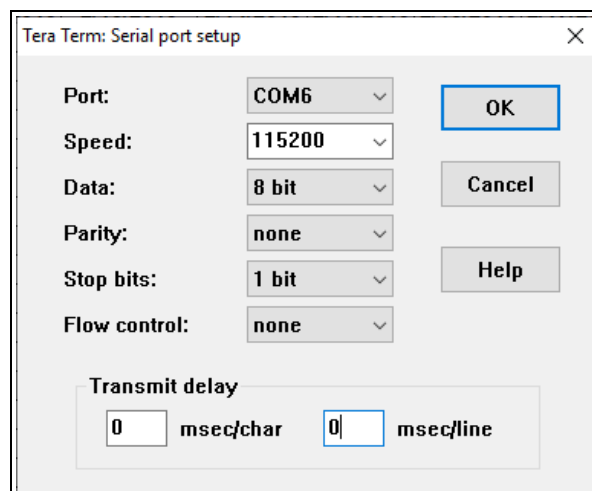 Tera Term: Serial port setup
Port: COM6
OK
Speed: 115200
Data: 8 bit
Cancel
Parity: none
Stop bits: 1 bit
Help
Flow control: none
Transmit delay
0 msec/char 0 msec/line